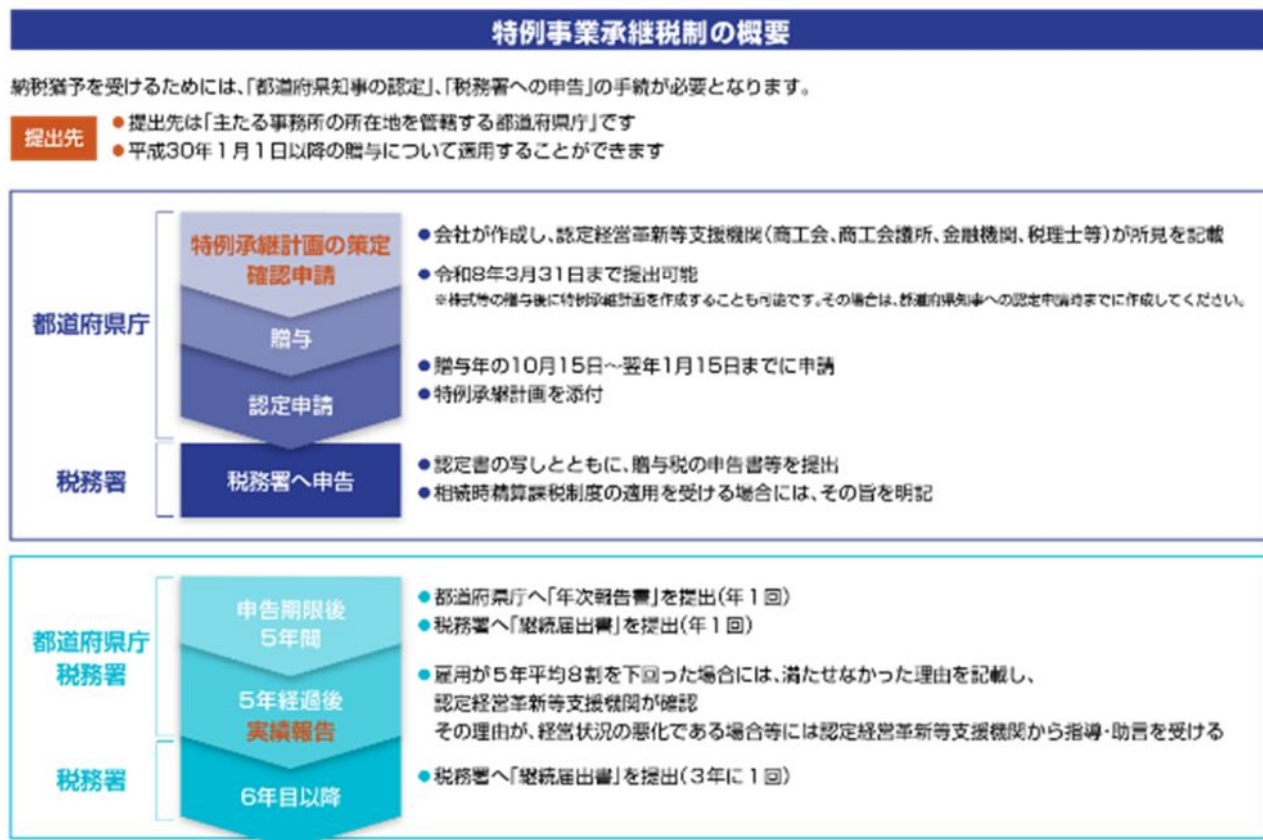 特例事業承継税制の概要
納税猶予を受けるためには、「都道府県知事の認定」、「税務署への申告」の手続が必要となります。
提出先
●提出先は「主たる事務所の所在地を管轄する都道府県庁」です
●平成30年1月1日以降の贈与について適用することができます
都道府県庁
特例承継計画の策定
確認申請
●会社が作成し、認定経営革新等支援機関(商工会、商工会議所、金融機関、税理士等)が所見を記載
●令和8年3月31日まで提出可能
※株式等の贈与後に特例承継計画を作成することも可能です。その場合は、都道府県知事への認定申請時までに作成してください。
贈与
認定申請
●贈与年の10月15日~翌年1月15日までに申請
●特例承継計画を添付
税務署
税務署へ申告
●認定書の写しとともに、贈与税の申告書等を提出
●相続時精算課税制度の適用を受ける場合には、その旨を明記
都道府県庁
税務署
申告期限後
5年間
●都道府県庁へ「年次報告書」を提出(年1回)
●税務署へ「継続届出書」を提出(年1回)
5年経過後
実績報告
●雇用が5年平均8割を下回った場合には、満たせなかった理由を記載し、
認定経営革新等支援機関が確認
その理由が、経営状況の悪化である場合等には認定経営革新等支援機関から指導・助言を受ける
税務署
6年目以降
●税務署へ「継続届出書」を提出(3年に1回)